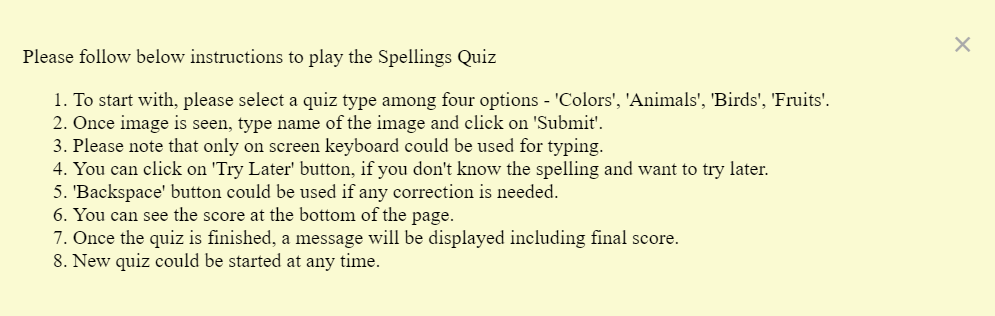 Please follow below instructions to play the Spellings Quiz
1. To start with, please select a quiz type among four options - 'Colors', 'Animals', 'Birds', 'Fruits'.
2. Once image is seen, type name of the image and click on 'Submit'.
3. Please note that only on screen keyboard could be used for typing.
4. You can click on 'Try Later' button, if you don't know the spelling and want to try later.
5. 'Backspace' button could be used if any correction is needed.
6. You can see the score at the bottom of the page.
7. Once the quiz is finished, a message will be displayed including final score.
8. New quiz could be started at any time.